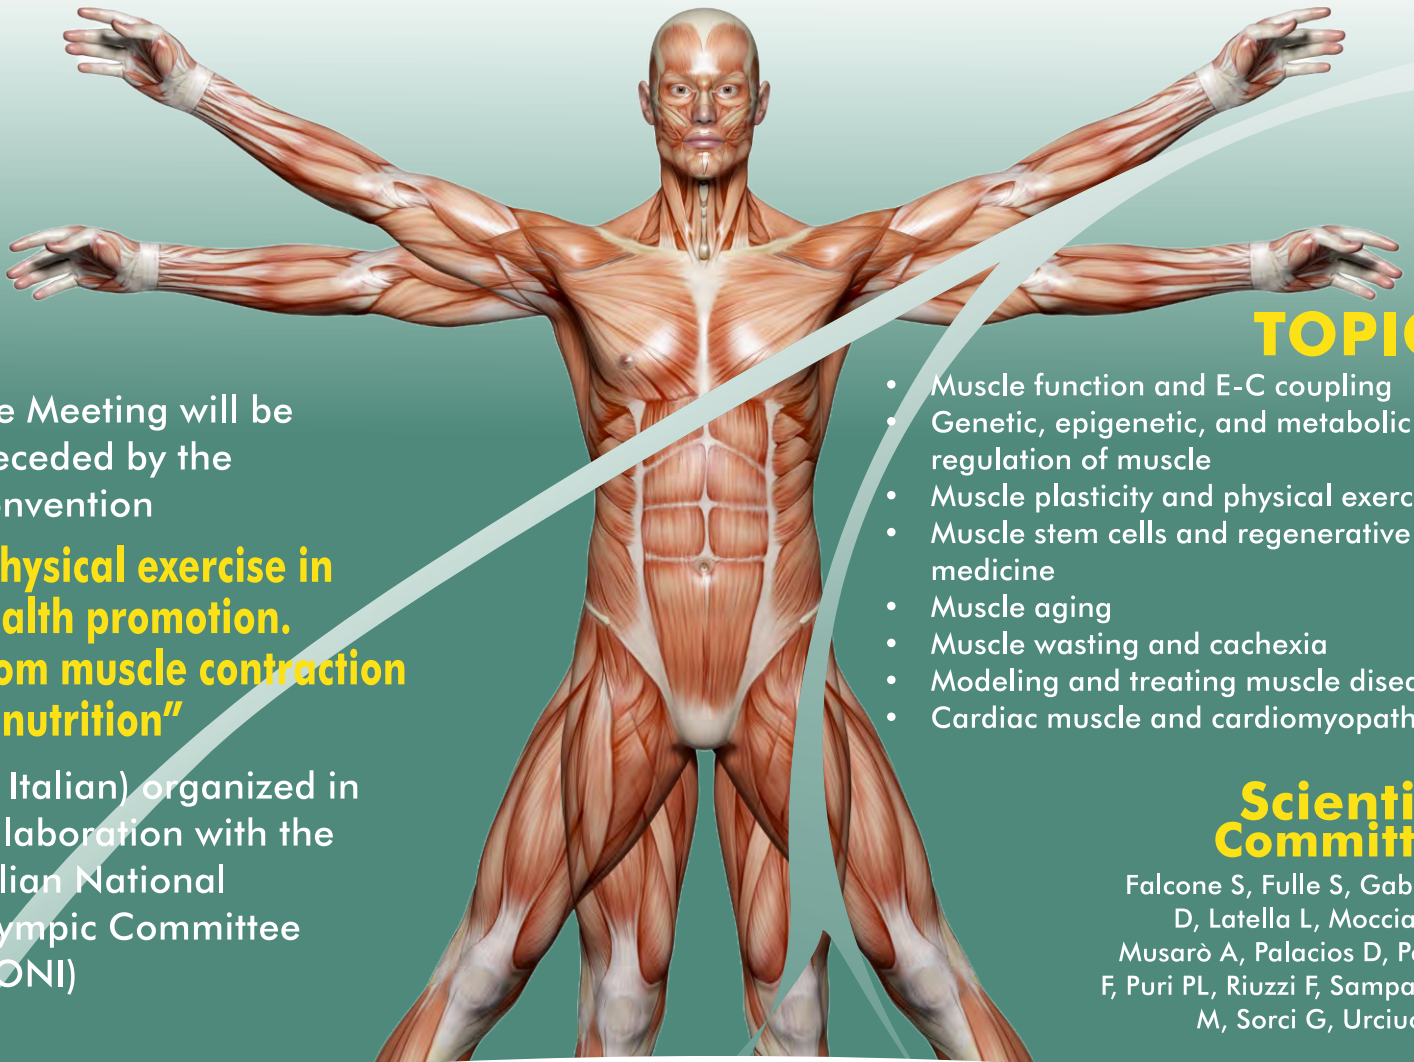 e Meeting will be
eceded by the
nvention
hysical exercise in
alth promotion.
om muscle contraction
nutrition”
Italian) organized in
llaboration with the
lian National
ympic Committee
ONI)
TOPIC
• Muscle function and E-C coupling
• Genetic, epigenetic, and metabolic
regulation of muscle
• Muscle plasticity and physical exerc
• Muscle stem cells and regenerative
medicine
• Muscle aging
• Muscle wasting and cachexia
• Modeling and treating muscle disea
• Cardiac muscle and cardiomyopath
Scienti
Committ
Falcone S, Fulle S, Gab
D, Latella L, Moccia
Musarò A, Palacios D, Pa
F, Puri PL, Riuzzi F, Sampa
M, Sorci G, Urciuo